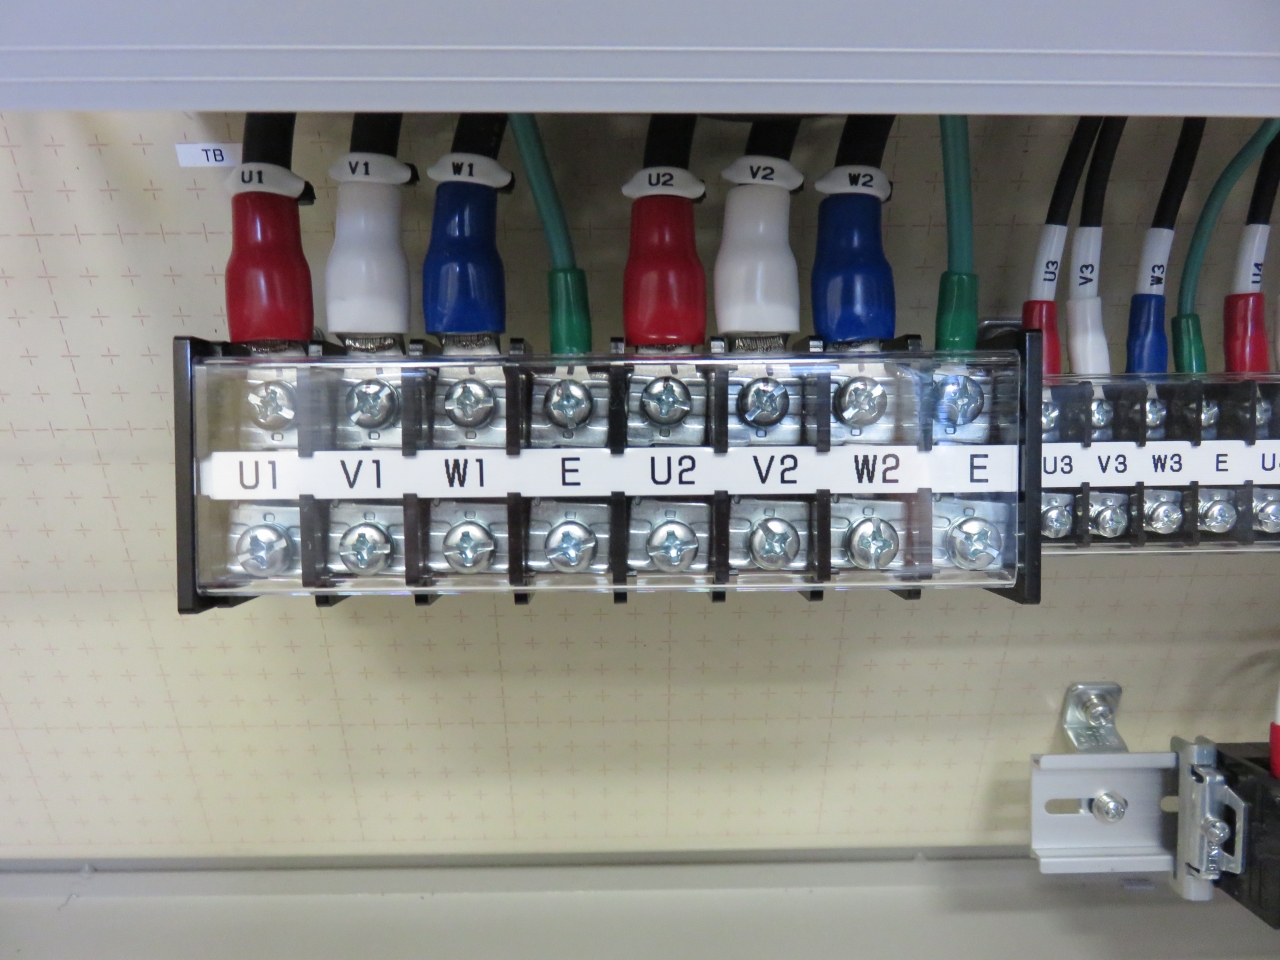 TB
U1 V1 W1 U2 V2 W2
U3 V3 W3 U4
U1 V1 W1 E U2 V2 W2 E
U3 V3 W3 E